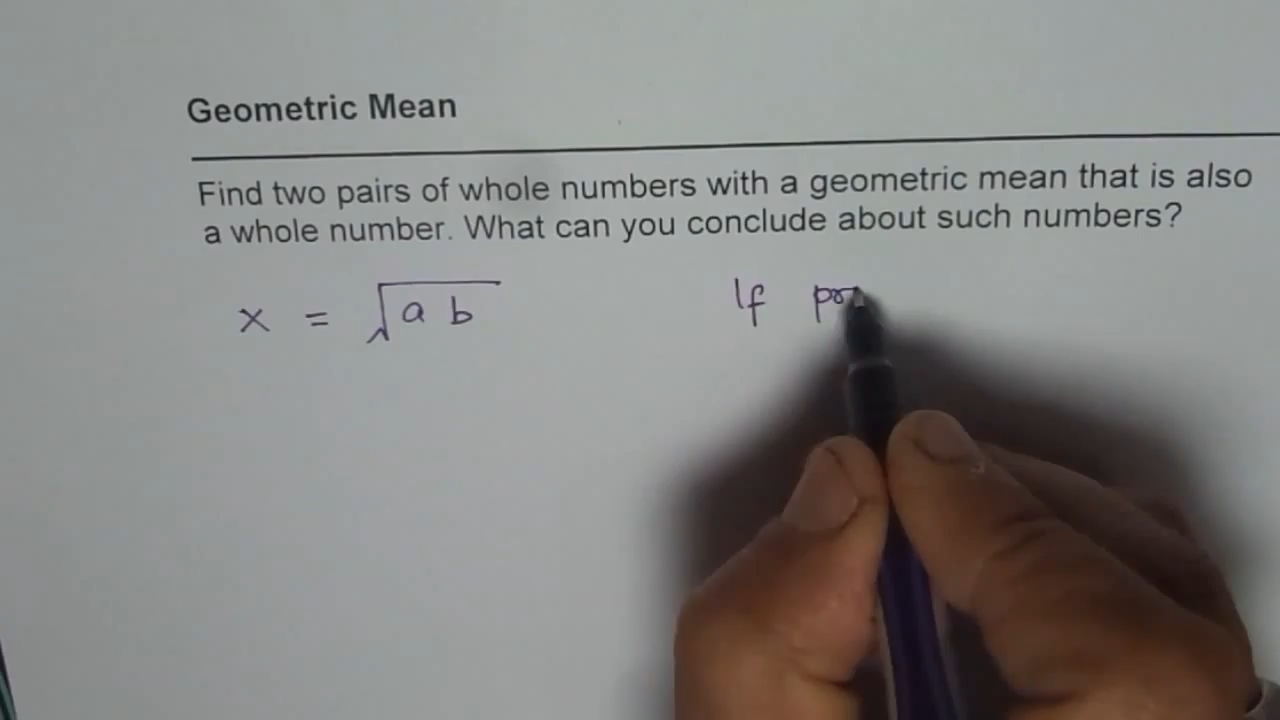 Geometric Mean
Find two pairs of whole numbers with a geometric mean that is also
a whole number. What can you conclude about such numbers?
x = √ab If